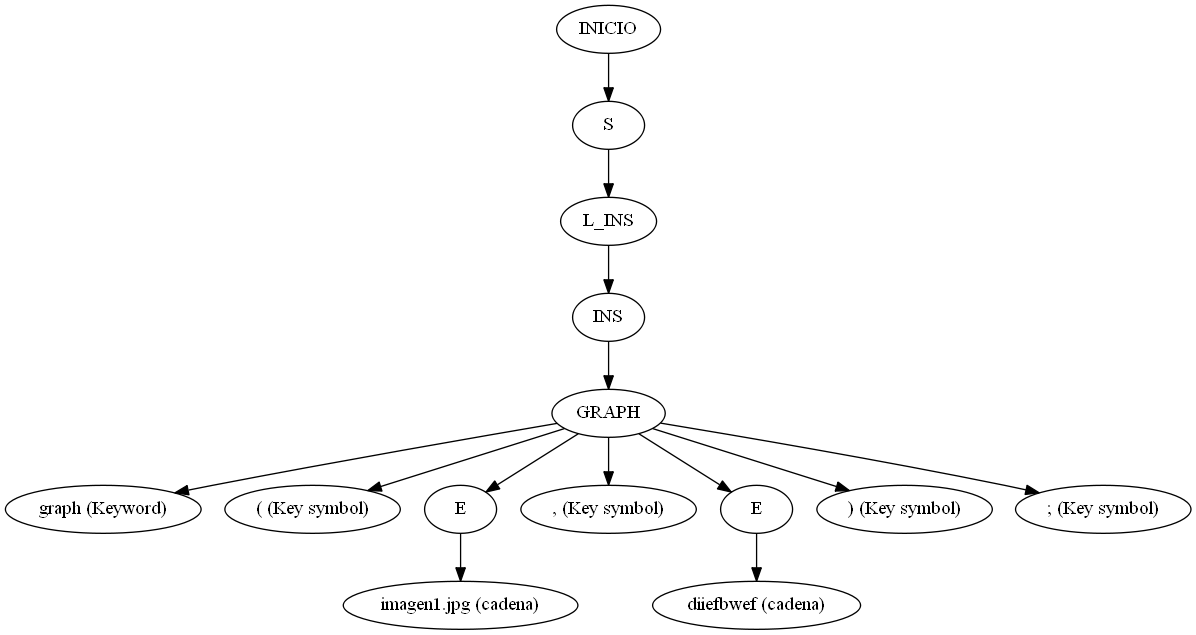 INICIO
S
L_INS
INS
GRAPH
graph (Keyword)
( (Key symbol)
E
, (Key symbol)
E
) (Key symbol)
; (Key symbol)
imagen1.jpg (cadena)
diiefbwef (cadena)